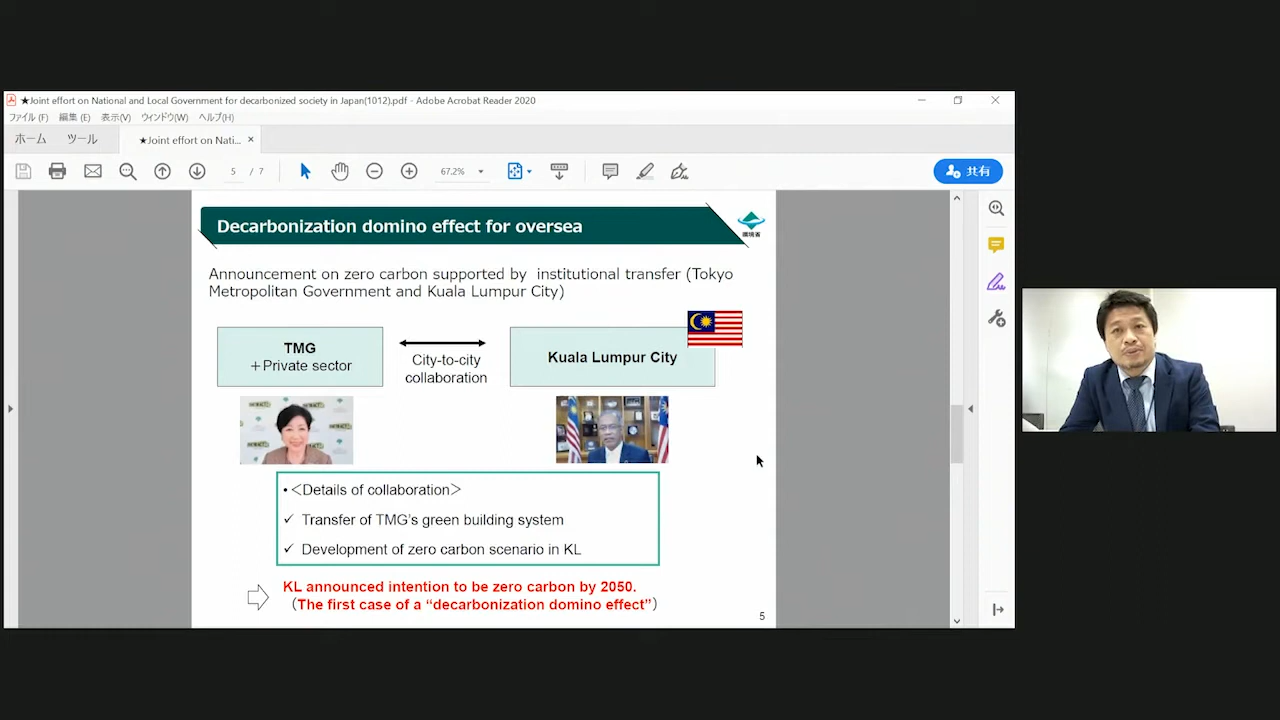 ★Joint effort on National and Local Government for decarbonized society in Japan(1012).pdf - Adobe Acrobat Reader 2020
ファイル(F) 編集(E) 表示(V) ウィンドウ(W) ヘルプ(H)
ホーム ツール ★Joint effort on Nati... ×
5 / 7 67.2% 共有
Decarbonization domino effect for oversea
環境省
Announcement on zero carbon supported by institutional transfer (Tokyo
Metropolitan Government and Kuala Lumpur City)
TMG
+Private sector
City-to-city
collaboration
Kuala Lumpur City
•<Details of collaboration>
✓ Transfer of TMG's green building system
✓ Development of zero carbon scenario in KL
KL announced intention to be zero carbon by 2050.
(The first case of a “decarbonization domino effect”)
5